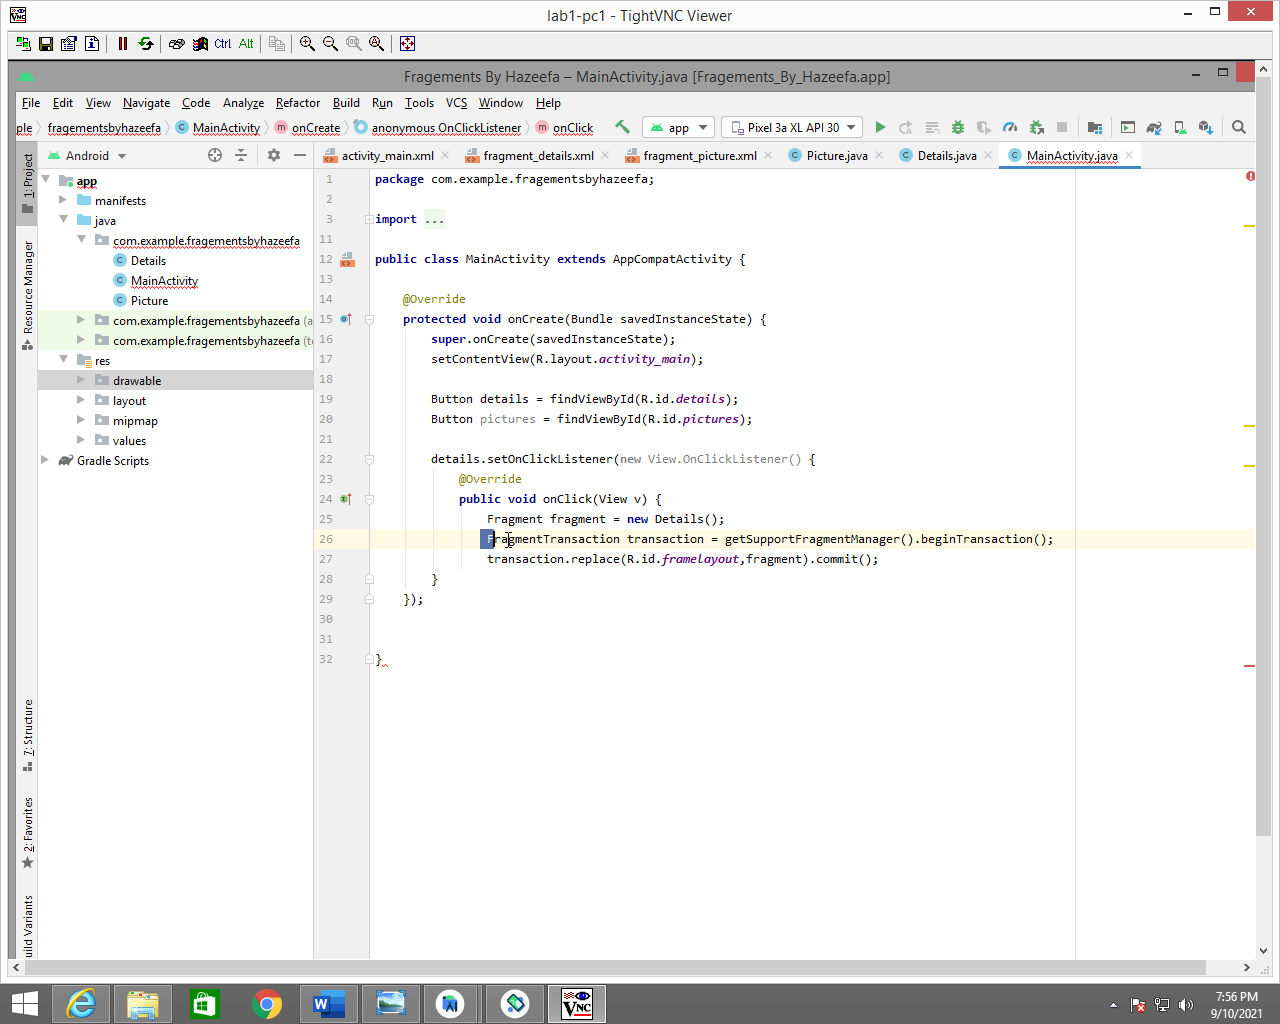 lab1-pc1 - TightVNC Viewer
Ctrl Alt
Fragements By Hazeefa – MainActivity.java [Fragements_By_Hazeefa.app]
File Edit View Navigate Code Analyze Refactor Build Run Tools VCS Window Help
ple fragementsbyhazeefa MainActivity onCreate anonymous OnClickListener onClick app Pixel 3a XL API 30
Android activity_main.xml fragment_details.xml fragment_picture.xml Picture.java Details.java MainActivity.java
1: Project
Resource Manager
7: Structure
2: Favorites
uild Variants
app
manifests
java
com.example.fragementsbyhazeefa
Details
MainActivity
Picture
com.example.fragementsbyhazeefa (a
com.example.fragementsbyhazeefa (te
res
drawable
layout
mipmap
values
Gradle Scripts
1 package com.example.fragementsbyhazeefa;
2
3 import ...
11
12 public class MainActivity extends AppCompatActivity {
13
14 @Override
15 protected void onCreate(Bundle savedInstanceState) {
16 super.onCreate(savedInstanceState);
17 setContentView(R.layout.activity_main);
18
19 Button details = findViewById(R.id.details);
20 Button pictures = findViewById(R.id.pictures);
21
22 details.setOnClickListener(new View.OnClickListener() {
23 @Override
24 public void onClick(View v) {
25 Fragment fragment = new Details();
26 FragmentTransaction transaction = getSupportFragmentManager().beginTransaction();
27 transaction.replace(R.id.framelayout,fragment).commit();
28 }
29 });
30
31
32 }
7:56 PM
9/10/2021